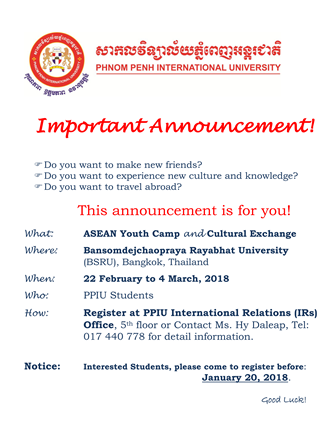 សាកលវិទ្យាល័យភ្នំពេញអន្តរជាតិ
PHNOM PENH INTERNATIONAL UNIVERSITY
Important Announcement!
☞ Do you want to make new friends?
☞ Do you want to experience new culture and knowledge?
☞ Do you want to travel abroad?
This announcement is for you!
What: ASEAN Youth Camp and Cultural Exchange
Where: Bansomdejchaopraya Rayabhat University
(BSRU), Bangkok, Thailand
When: 22 February to 4 March, 2018
Who: PPIU Students
How: Register at PPIU International Relations (IRs)
Office, 5th floor or Contact Ms. Hy Daleap, Tel:
017 440 778 for detail information.
Notice: Interested Students, please come to register before:
January 20, 2018.
Good Luck!